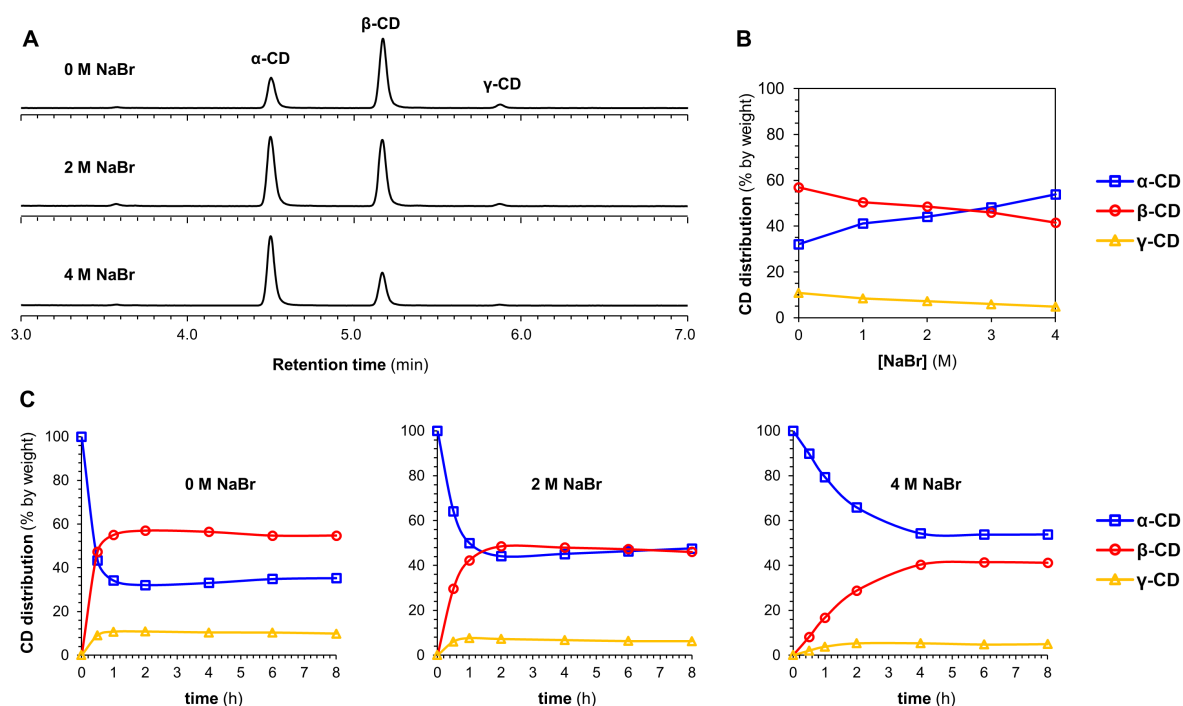 A
β-CD
α-CD
γ-CD
0 M NaBr
2 M NaBr
4 M NaBr
3.0 4.0 5.0 6.0 7.0
Retention time (min)
B
CD distribution (% by weight)
100
80
60
40
20
0
0 1 2 3 4
[NaBr] (M)
α-CD
β-CD
γ-CD
C
CD distribution (% by weight)
100
80
60
40
20
0
0 M NaBr
0 1 2 3 4 5 6 7 8
time (h)
100
80
60
40
20
0
2 M NaBr
0 1 2 3 4 5 6 7 8
time (h)
100
80
60
40
20
0
4 M NaBr
0 1 2 3 4 5 6 7 8
time (h)
α-CD
β-CD
γ-CD